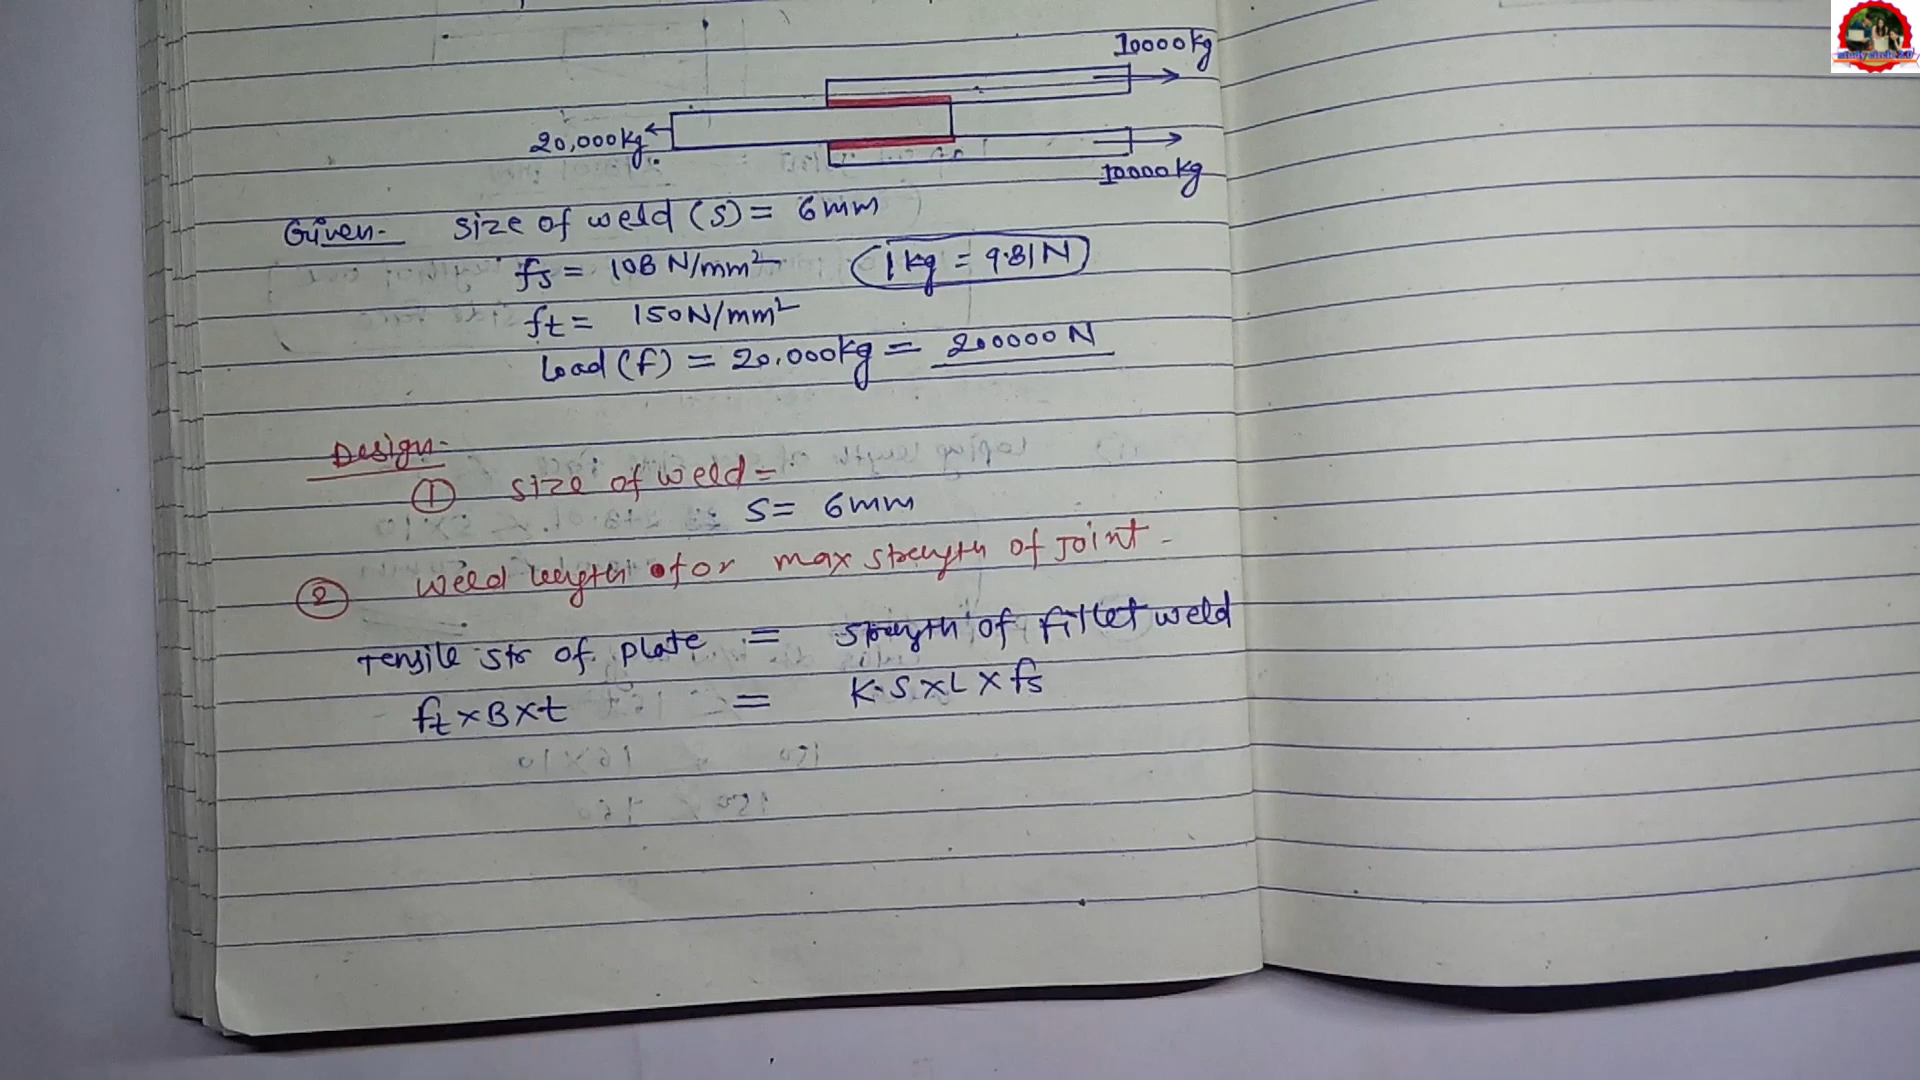 10000kg
20,000kg
10000kg
Given- size of weld (s) = 6mm
fs = 108 N/mm² (1kg = 9.81N)
ft = 150N/mm²
Load (f) = 20,000kg = 200000 N
Design-
① size of weld =
s = 6mm
② weld length for max strength of Joint -
Tensile str of plate = strength of fillet weld
ft×B×t = K.S×L×fs